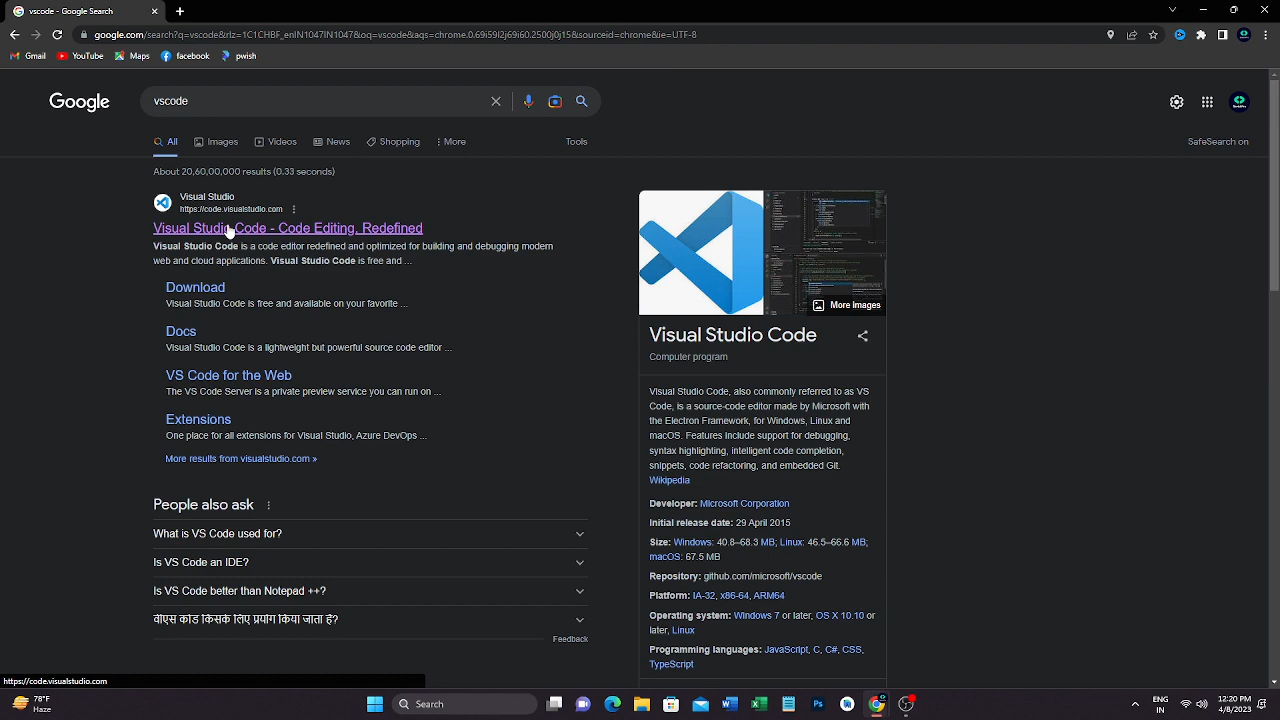 vscode - Google Search
google.com/search?q=vscode&rlz=1C1CHBF_enIN1047IN1047&oq=vscode&aqs=chrome.0.69i59l2j69i60.2500j0j15&sourceid=chrome&ie=UTF-8
Gmail YouTube Maps facebook pwish
Google vscode
All Images Videos News Shopping More Tools SafeSearch on
About 20,60,00,000 results (0.33 seconds)
Visual Studio
https://code.visualstudio.com
Visual Studio Code - Code Editing. Redefined
Visual Studio Code is a code editor redefined and optimized for building and debugging modern
web and cloud applications. Visual Studio Code is free and ...
Download
Visual Studio Code is free and available on your favorite ...
Docs
Visual Studio Code is a lightweight but powerful source code editor ...
VS Code for the Web
The VS Code Server is a private preview service you can run on ...
Extensions
One place for all extensions for Visual Studio, Azure DevOps ...
More results from visualstudio.com »
People also ask
What is VS Code used for?
Is VS Code an IDE?
Is VS Code better than Notepad ++?
वीएस कोड किसके लिए प्रयोग किया जाता है?
Feedback
More images
Visual Studio Code
Computer program
Visual Studio Code, also commonly referred to as VS
Code, is a source-code editor made by Microsoft with
the Electron Framework, for Windows, Linux and
macOS. Features include support for debugging,
syntax highlighting, intelligent code completion,
snippets, code refactoring, and embedded Git.
Wikipedia
Developer: Microsoft Corporation
Initial release date: 29 April 2015
Size: Windows: 40.8–68.3 MB; Linux: 46.5–66.6 MB;
macOS: 67.5 MB
Repository: github.com/microsoft/vscode
Platform: IA-32, x86-64, ARM64
Operating system: Windows 7 or later, OS X 10.10 or
later, Linux
Programming languages: JavaScript, C, C#, CSS,
TypeScript
https://code.visualstudio.com
78°F
Haze
Search
ENG
IN
12:20 PM
4/8/2023